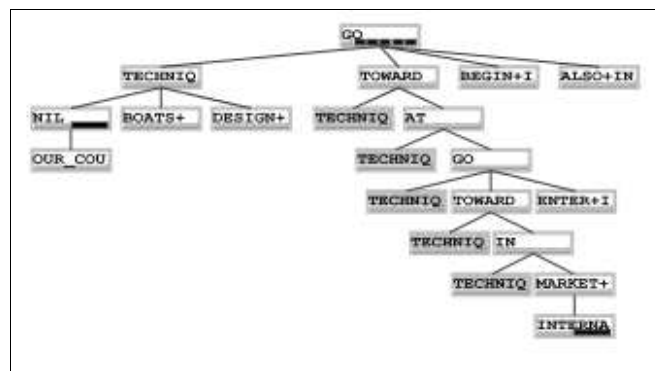 GO
TECHNIQ TOWARD BEGIN+I ALSO+IN
NIL BOATS+ DESIGN+ TECHNIQ AT
OUR_COU TECHNIQ GO
TECHNIQ TOWARD ENTER+I
TECHNIQ IN
TECHNIQ MARKET+
INTERNA